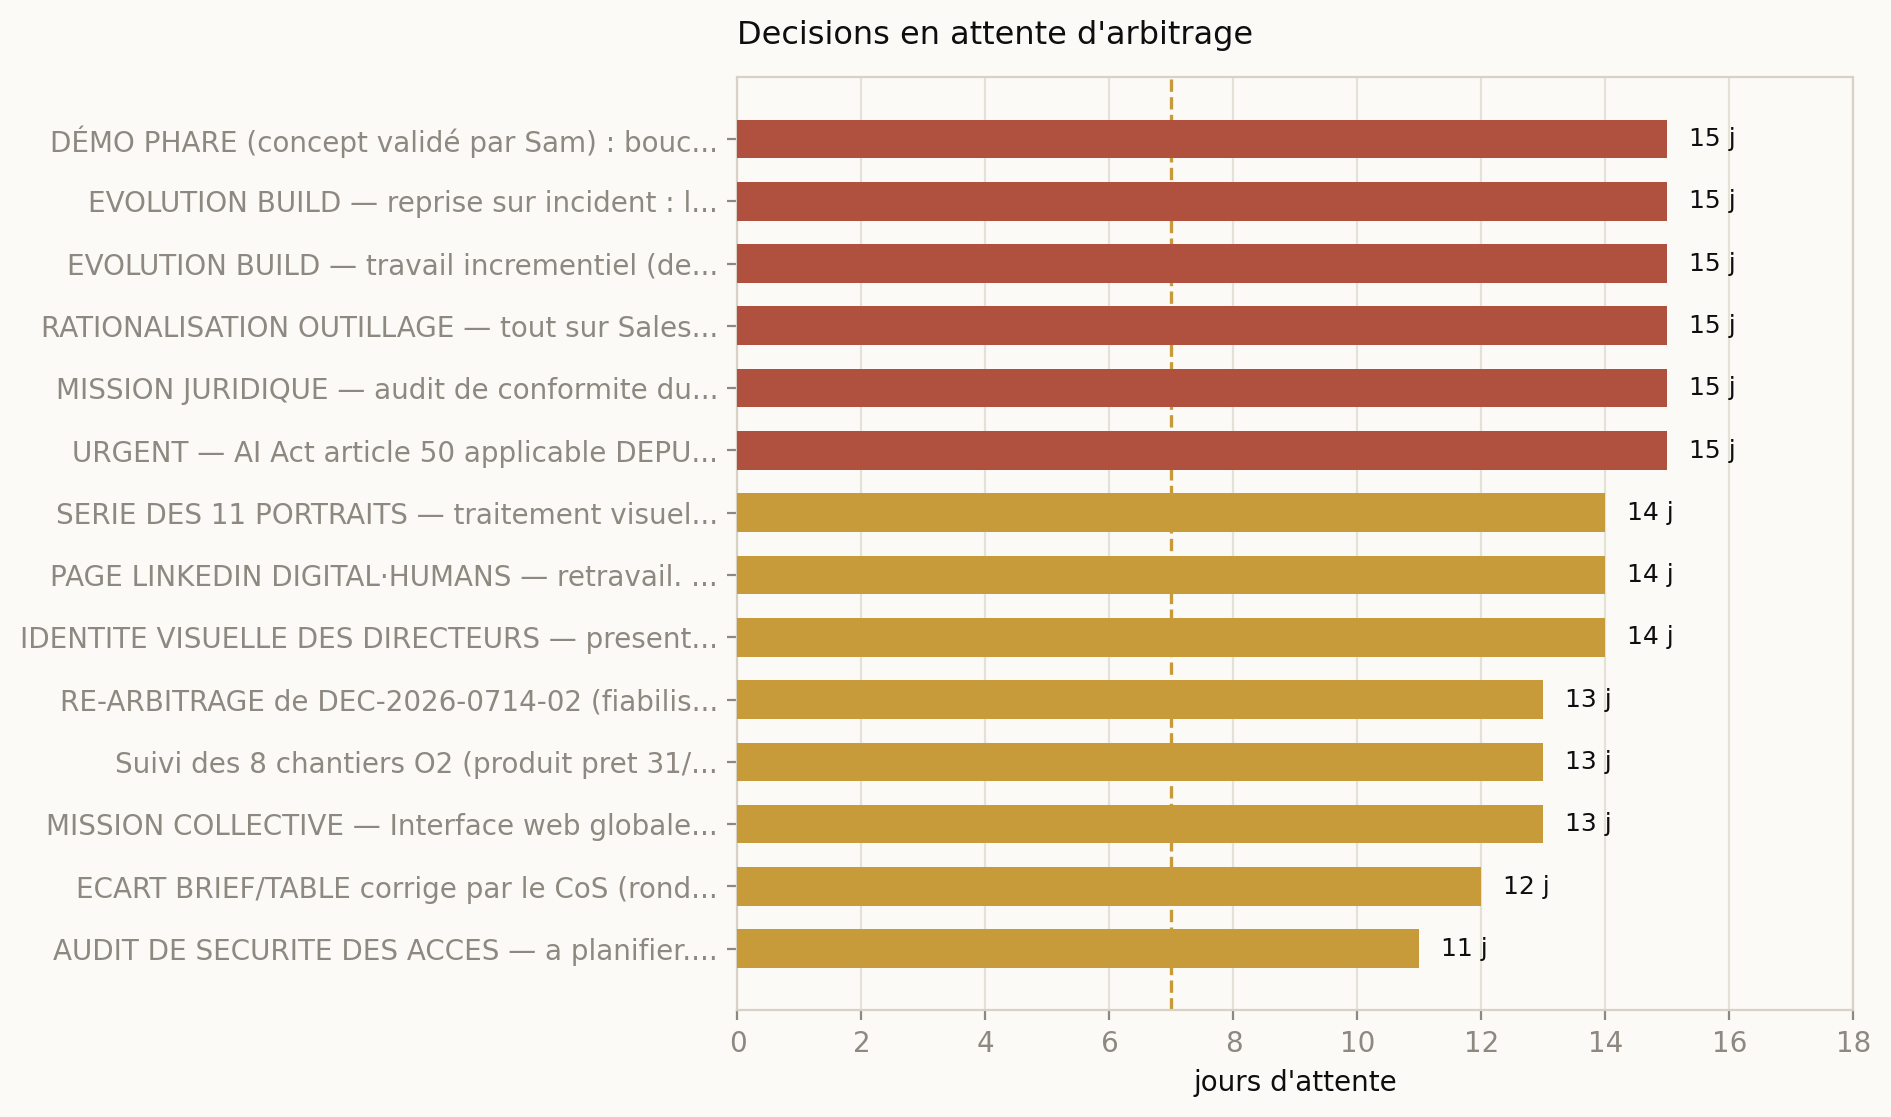 Decisions en attente d'arbitrage
DÉMO PHARE (concept validé par Sam) : bouc... 15 j
EVOLUTION BUILD — reprise sur incident : l... 15 j
EVOLUTION BUILD — travail incrementiel (de... 15 j
RATIONALISATION OUTILLAGE — tout sur Sales... 15 j
MISSION JURIDIQUE — audit de conformite du... 15 j
URGENT — AI Act article 50 applicable DEPU... 15 j
SERIE DES 11 PORTRAITS — traitement visuel... 14 j
PAGE LINKEDIN DIGITAL·HUMANS — retravail. ... 14 j
IDENTITE VISUELLE DES DIRECTEURS — present... 14 j
RE-ARBITRAGE de DEC-2026-0714-02 (fiabilis... 13 j
Suivi des 8 chantiers O2 (produit pret 31/... 13 j
MISSION COLLECTIVE — Interface web globale... 13 j
ECART BRIEF/TABLE corrige par le CoS (rond... 12 j
AUDIT DE SECURITE DES ACCES — a planifier.... 11 j
0 2 4 6 8 10 12 14 16 18
jours d'attente